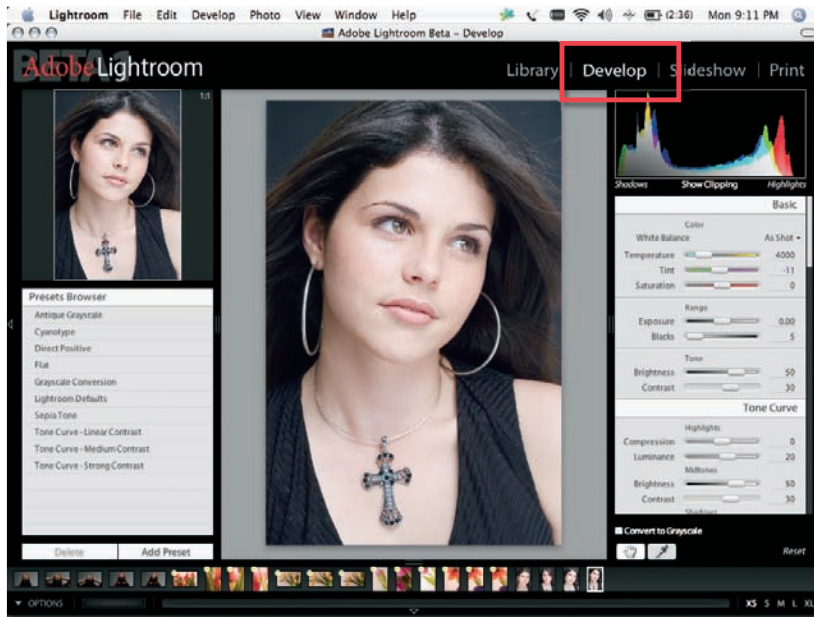 Lightroom File Edit Develop Photo View Window Help (2:36) Mon 9:11 PM
Adobe Lightroom Beta – Develop
BETA
Adobe Lightroom
Library | Develop | Slideshow | Print
1:1
Shadows Show Clipping Highlights
Basic
Color
White Balance As Shot
Temperature 4000
Tint -11
Saturation 0
Range
Exposure 0.00
Blacks 5
Tone
Brightness 50
Contrast 30
Tone Curve
Highlights
Compression 0
Luminance 20
Midtones
Brightness 50
Contrast 30
Shadows
Convert to Grayscale
Reset
Presets Browser
Antique Grayscale
Cyanotype
Direct Positive
Flat
Grayscale Conversion
Lightroom Defaults
Sepia Tone
Tone Curve - Linear Contrast
Tone Curve - Medium Contrast
Tone Curve - Strong Contrast
Delete Add Preset
OPTIONS XS S M L XL